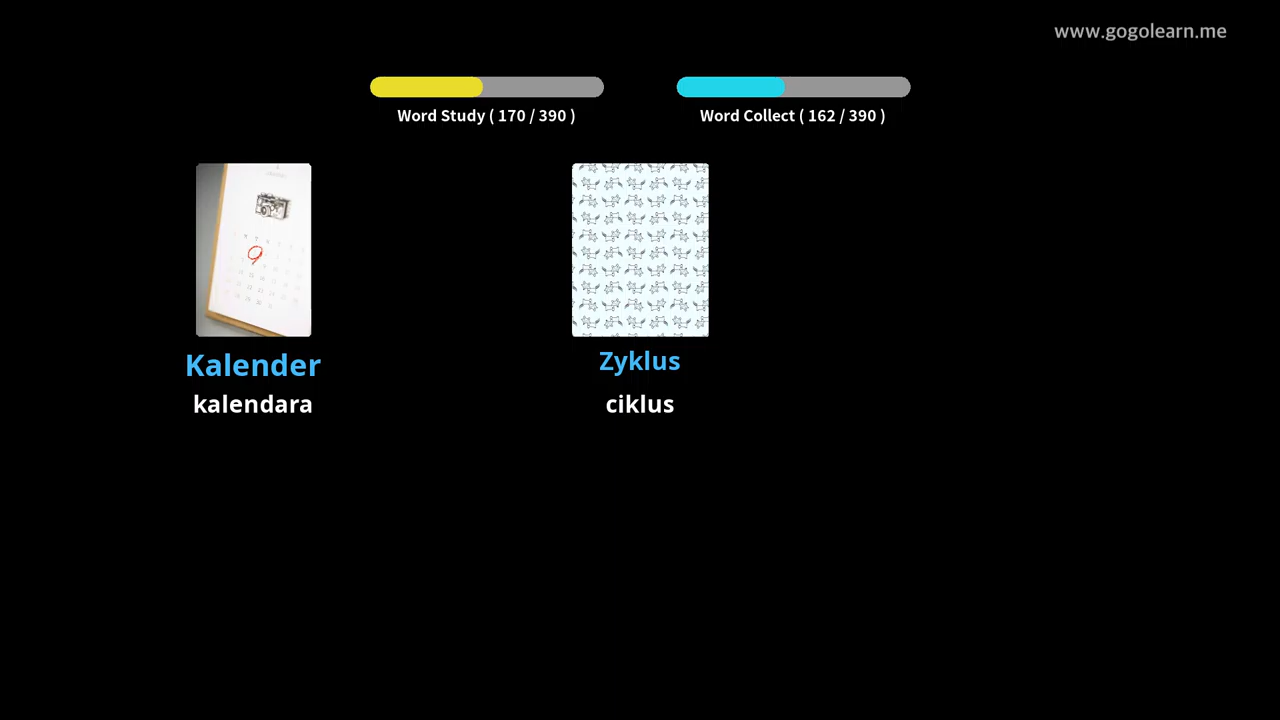 www.gogolearn.me
Word Study ( 170 / 390 )
Word Collect ( 162 / 390 )
Kalender
kalendara
Zyklus
ciklus